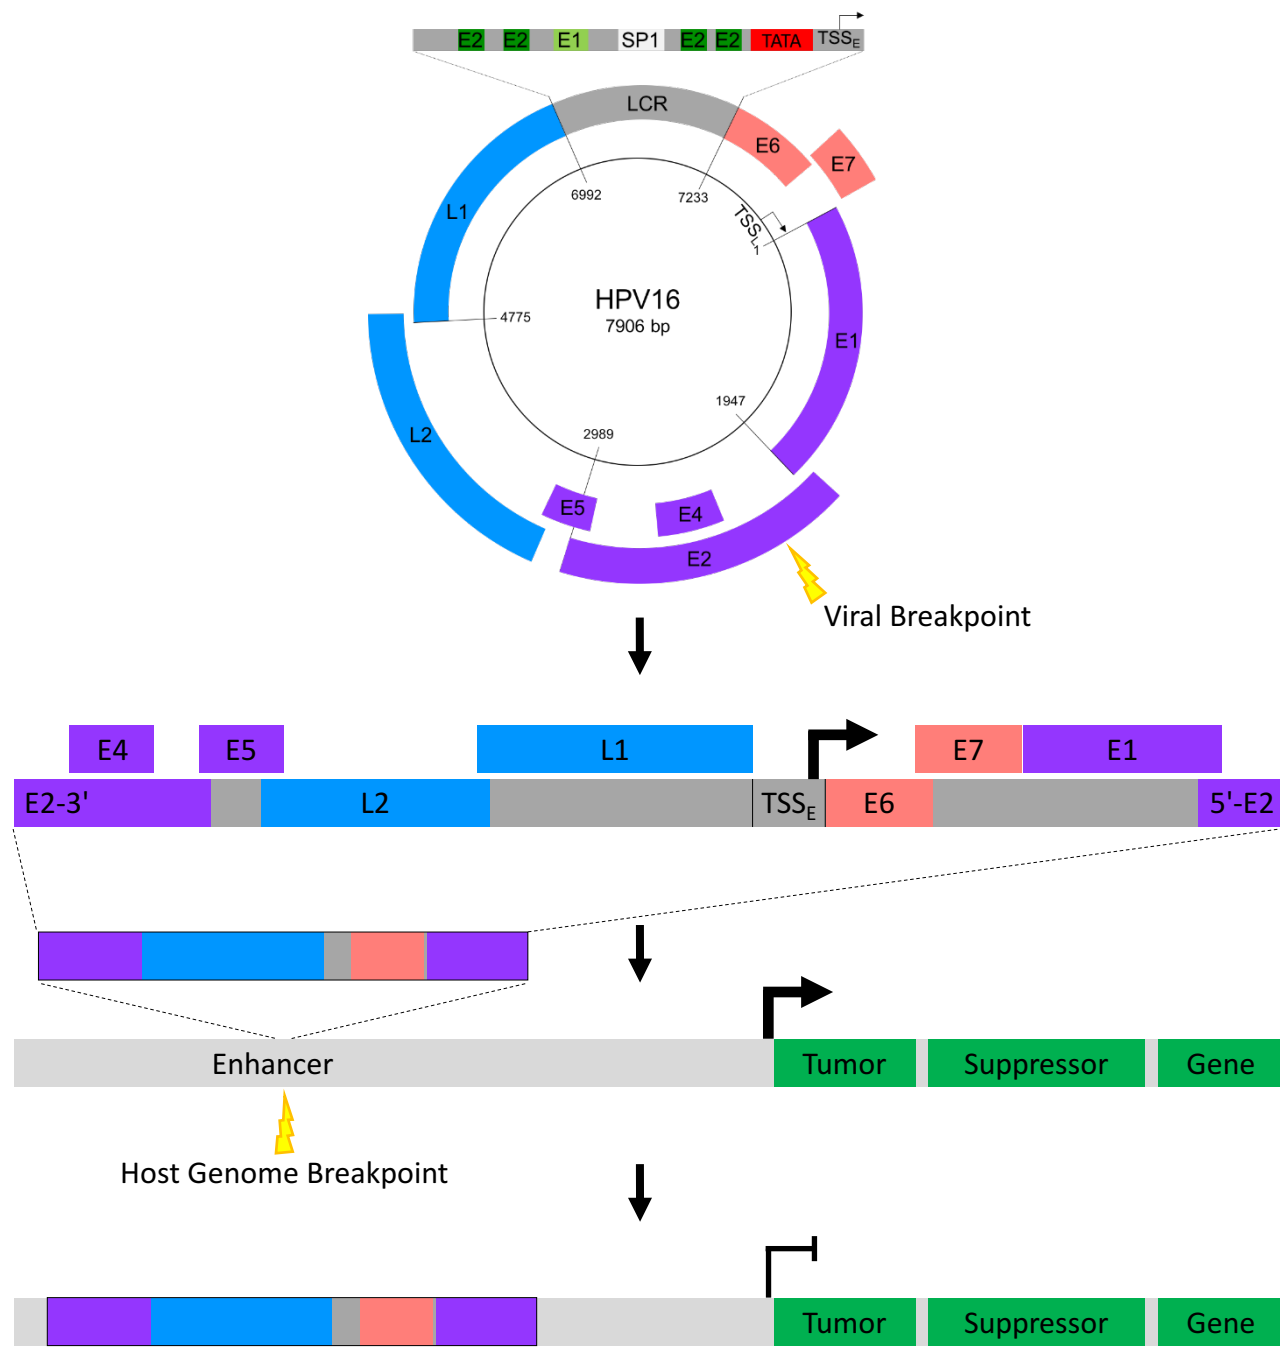 E2 E2 E1 SP1 E2 E2 TATA TSSE
LCR
E6
E7
6992
7233
L1
TSSL
HPV16
7906 bp
4775
E1
1947
L2
2989
E5
E4
E2
Viral Breakpoint
E4 E5 L1 E7 E1
E2-3' L2 TSSE E6 5'-E2
Enhancer Tumor Suppressor Gene
Host Genome Breakpoint
Tumor Suppressor Gene